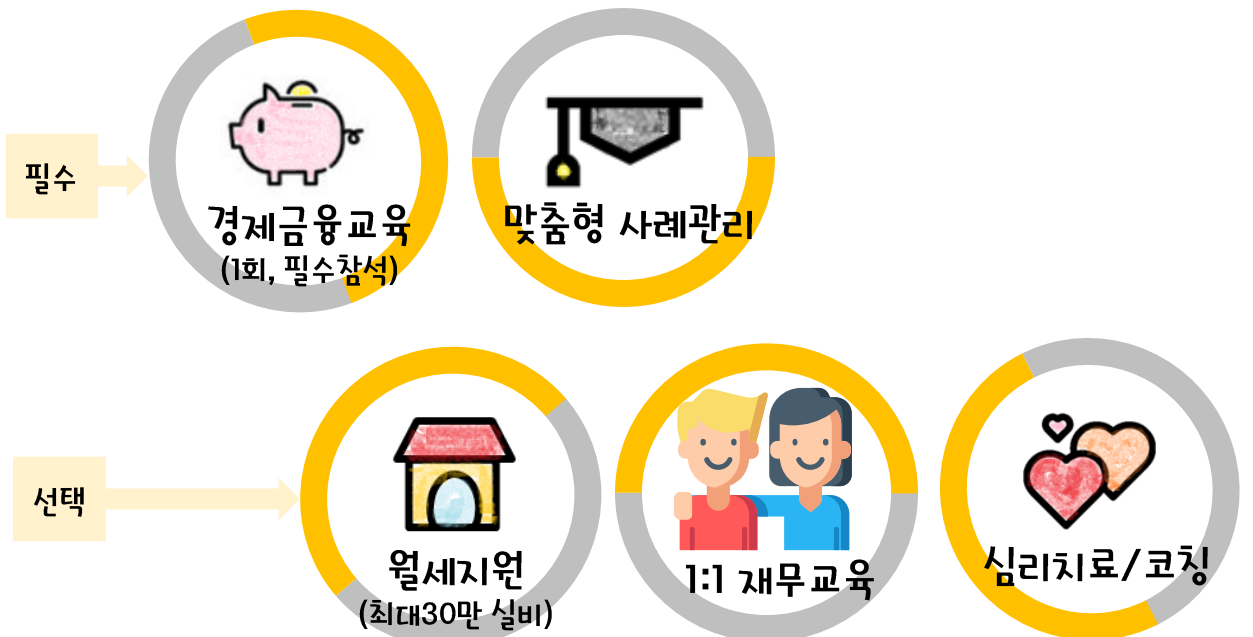 필수
경제금융교육
(1회, 필수참석)
맞춤형 사례관리
선택
월세지원
(최대30만 실비)
1:1 재무교육
심리치료/코칭